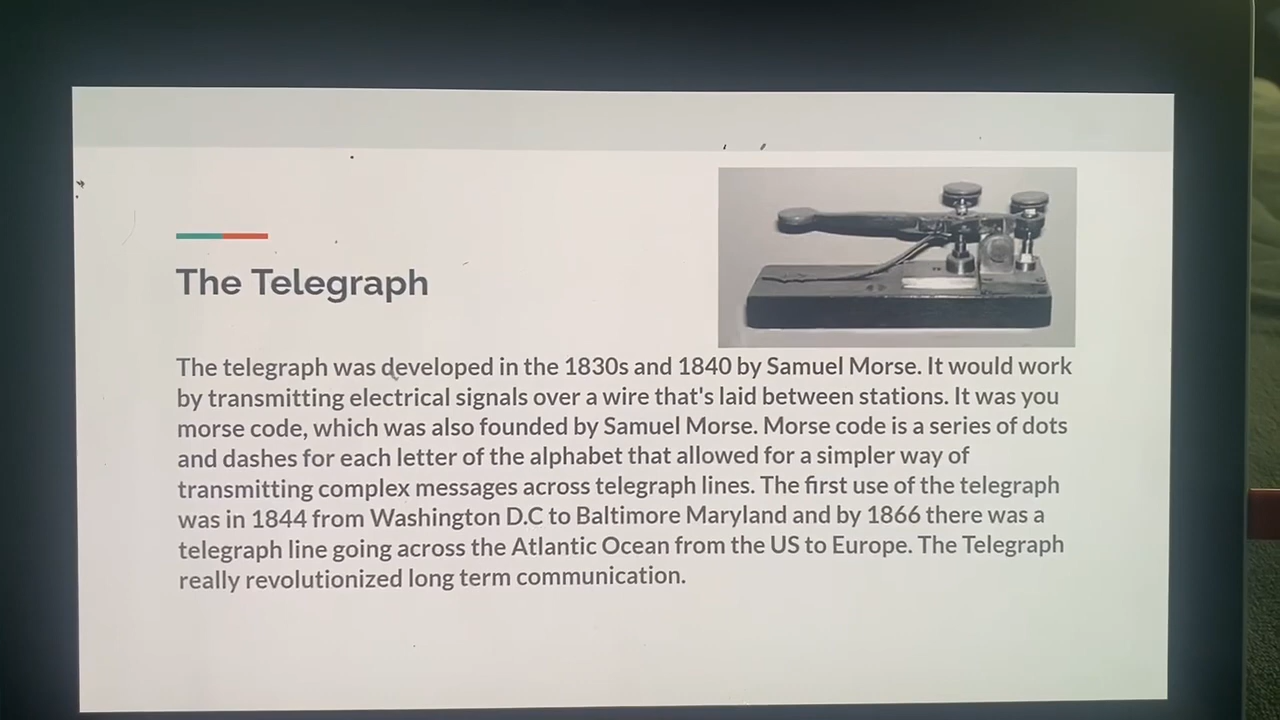 The Telegraph
The telegraph was developed in the 1830s and 1840 by Samuel Morse. It would work
by transmitting electrical signals over a wire that's laid between stations. It was you
morse code, which was also founded by Samuel Morse. Morse code is a series of dots
and dashes for each letter of the alphabet that allowed for a simpler way of
transmitting complex messages across telegraph lines. The first use of the telegraph
was in 1844 from Washington D.C to Baltimore Maryland and by 1866 there was a
telegraph line going across the Atlantic Ocean from the US to Europe. The Telegraph
really revolutionized long term communication.